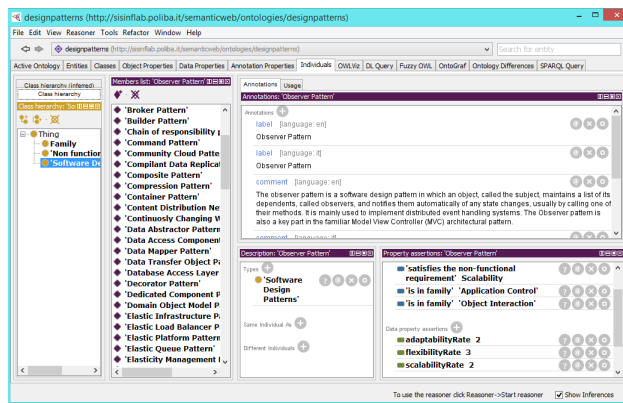 designpatterns (http://sisinflab.poliba.it/semanticweb/ontologies/designpatterns)
File Edit View Reasoner Tools Refactor Window Help
designpatterns (http://sisinflab.poliba.it/semanticweb/ontologies/designpatterns)
Search for entity
Active Ontology Entities Classes Object Properties Data Properties Annotation Properties Individuals OWLViz DL Query Fuzzy OWL OntoGraf Ontology Differences SPARQL Query
Class hierarchy (inferred)
Class hierarchy
Class hierarchy: 'So
Thing
Family
'Non function
'Software De
Members list: 'Observer Pattern'
'Broker Pattern'
'Builder Pattern'
'Chain of responsibility p
'Command Pattern'
'Community Cloud Patte
'Compliant Data Replicat
'Composite Pattern'
'Compression Pattern'
'Container Pattern'
'Content Distribution Ne
'Continuosly Changing W
'Data Abstractor Pattern
'Data Access Component
'Data Mapper Pattern'
'Data Transfer Object Pa
'Database Access Layer
'Decorator Pattern'
'Dedicated Component P
'Domain Object Model P
'Elastic Infrastructure Pa
'Elastic Load Balancer P
'Elastic Platform Pattern
'Elastic Queue Pattern'
'Elasticity Management I
Annotations Usage
Annotations: 'Observer Pattern'
Annotations
label [language: en]
Observer Pattern
label [language: it]
Observer Pattern
comment [language: en]
The observer pattern is a software design pattern in which an object, called the subject, maintains a list of its
dependents, called observers, and notifies them automatically of any state changes, usually by calling one of
their methods. It is mainly used to implement distributed event handling systems. The Observer pattern is
also a key part in the familiar Model View Controller (MVC) architectural pattern.
comment [language: it]
Description: 'Observer Pattern'
Types
'Software
Design
Patterns'
Same Individual As
Different Individuals
Property assertions: 'Observer Pattern'
'satisfies the non-functional
requirement' Scalability
'is in family' 'Application Control'
'is in family' 'Object Interaction'
Data property assertions
adaptabilityRate 2
flexibilityRate 3
scalabilityRate 2
To use the reasoner click Reasoner->Start reasoner
Show Inferences